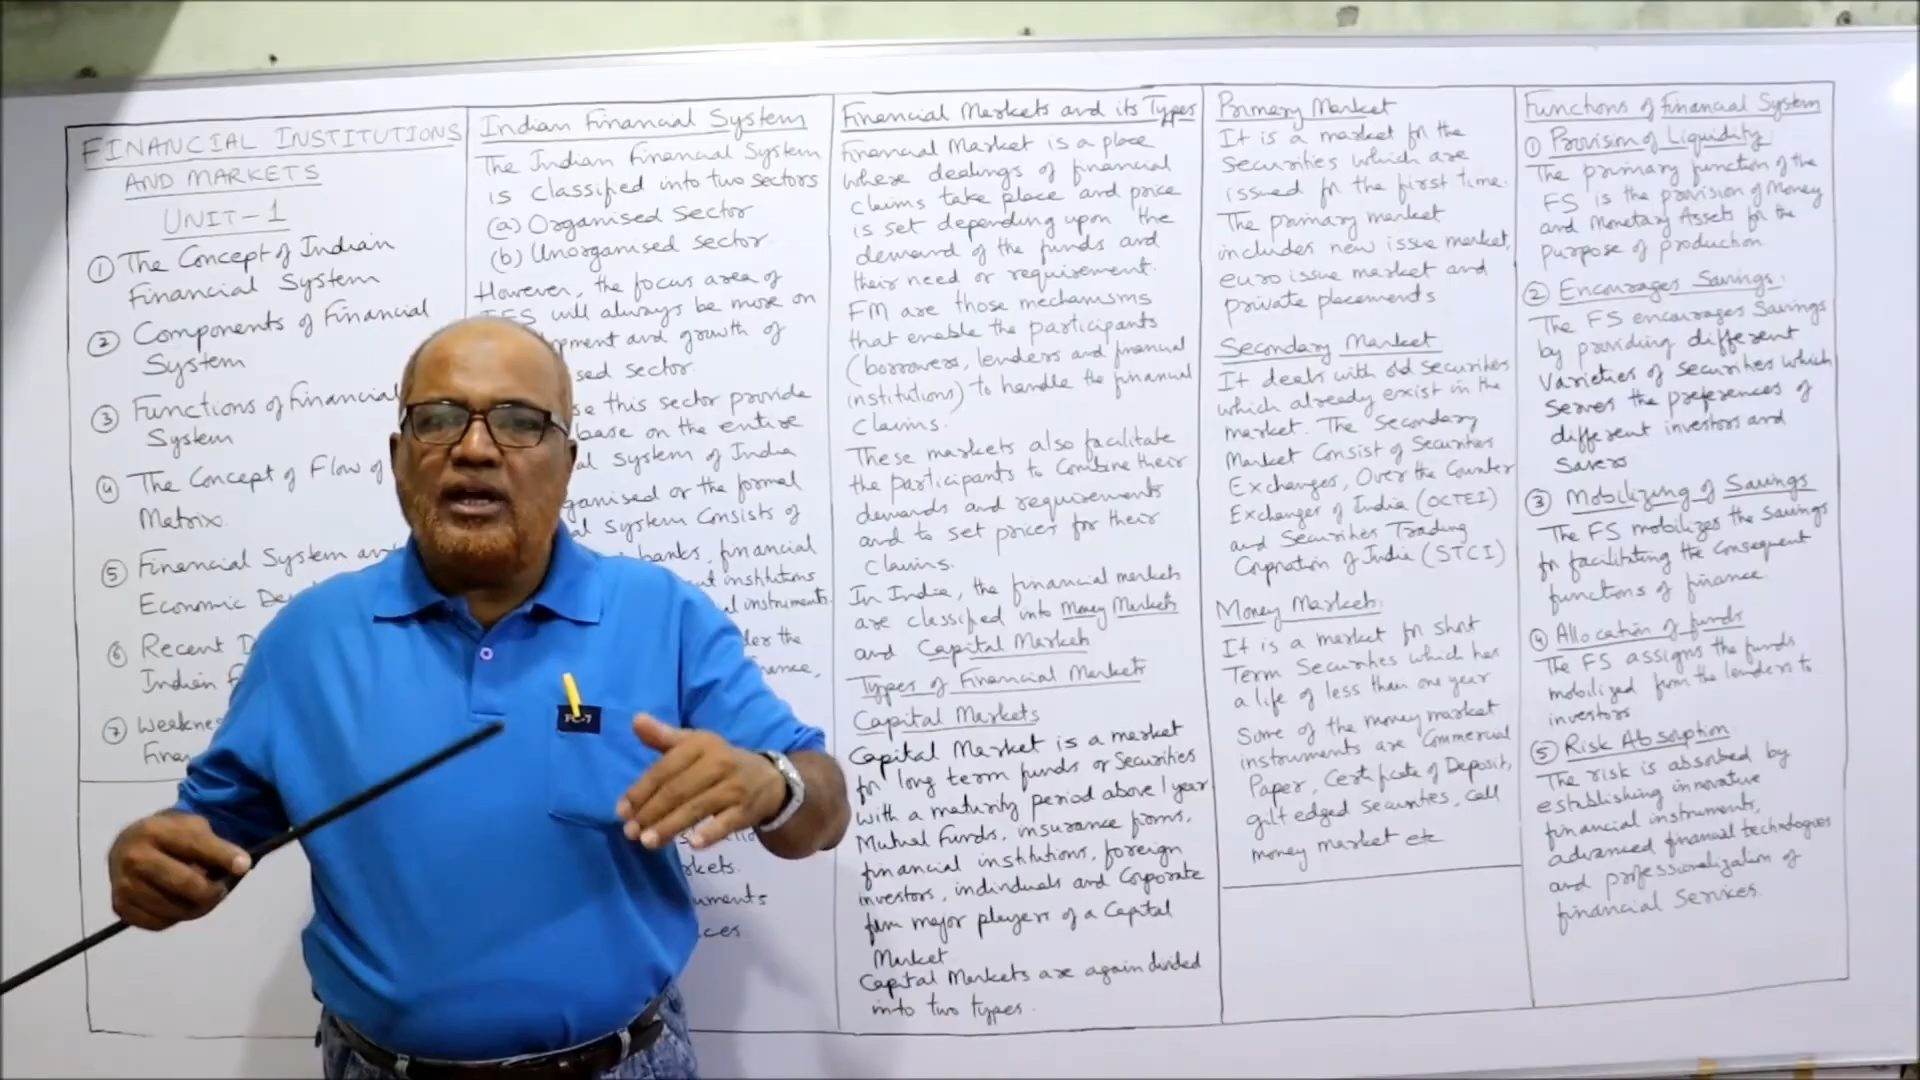 FINANCIAL INSTITUTIONS
AND MARKETS
UNIT-1
① The Concept of Indian
Financial System
② Components of Financial
System
③ Functions of Financial
System
④ The Concept of Flow of
Matrix.
⑤ Financial System an
Economic De
⑥ Recent D
Indian F
⑦ Weakne
Finan
Indian Financial System
The Indian Financial System
is classified into two sectors
(a) Organised Sector
(b) Unorganised Sector.
However, the focus area of
IFS will always be more on
pment and growth of
sed sector.
se this sector provide
base on the entire
al system of India
ganised or the formal
al system consists of
banks, financial
institutions
instruments.
der the
nance,
rkets.
uments
ces
Financial Markets and its Types
Financial Market is a place
where dealings of financial
claims take place and price
is set depending upon the
demand of the funds and
their need or requirement.
FM are those mechanisms
that enable the participants
(borrowers, lenders and financial
institutions) to handle the financial
claims.
These markets also facilitate
the participants to combine their
demands and requirements
and to set prices for their
claims.
In India, the financial markets
are classified into Money Markets
and Capital Markets
Types of Financial Markets
Capital Markets
Capital Market is a market
for long term funds or Securities
with a maturity period above 1 year
Mutual Funds, insurance firms,
financial institutions, foreign
investors, individuals and Corporate
firm major players of a Capital
Market
Capital Markets are again divided
into two types.
Primary Market
It is a market for the
securities which are
issued for the first time.
The primary market
includes new issue market,
euro issue market and
private placements
Secondary Market
It deals with old securities
which already exist in the
market. The Secondary
Market Consist of Securities
Exchanges, Over the Counter
Exchanges of India (OCTEI)
and Securities Trading
Corporation of India (STCI)
Money Markets.
It is a market for short
Term Securities which has
a life of less than one year
Some of the money market
instruments are Commercial
Paper, Certificate of Deposit,
gilt edged securities, call
money market etc
Functions of Financial System
① Provision of Liquidity.
The primary function of the
FS is the provision of Money
and Monetary Assets for the
purpose of production.
② Encourages Savings.
The FS encourages Savings
by providing different
Varieties of securities which
serves the preferences of
different investors and
savers
③ Mobilizing of Savings
The FS mobilizes the savings
for facilitating the consequent
functions of finance.
④ Allocation of funds
The FS assigns the funds
mobilized from the lenders to
investors
⑤ Risk Absorption
The risk is absorbed by
establishing innovative
financial instruments,
advanced financial technologies
and professionalization of
financial Services.